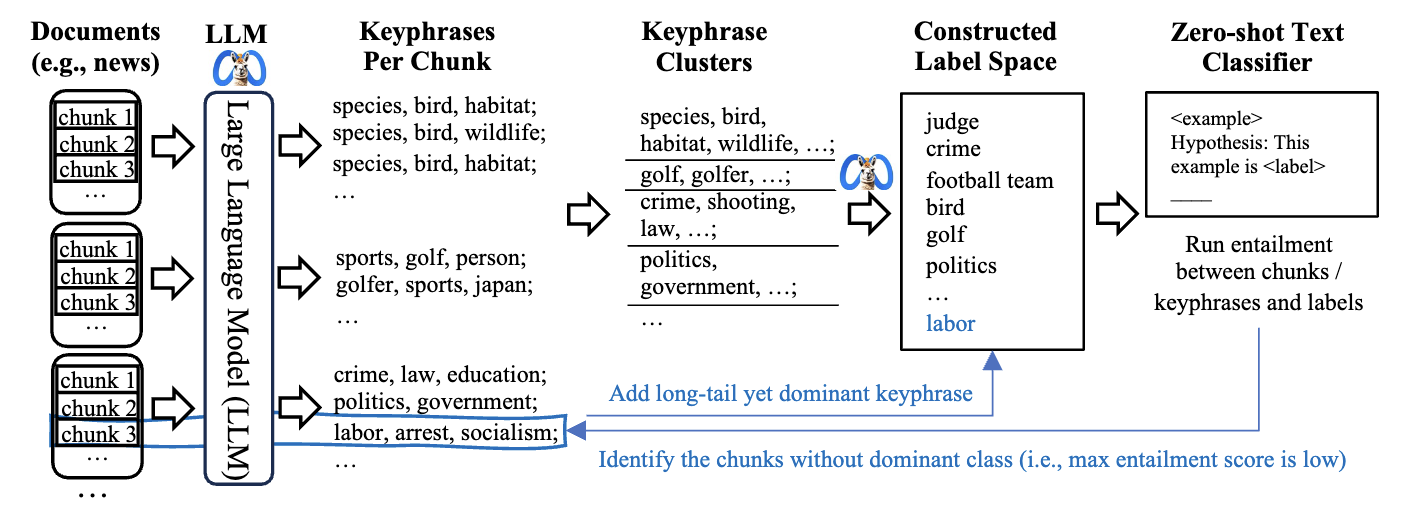 Documents
(e.g., news)
LLM
Keyphrases
Per Chunk
Keyphrase
Clusters
Constructed
Label Space
Zero-shot Text
Classifier
chunk 1
chunk 2
chunk 3
…
chunk 1
chunk 2
chunk 3
…
chunk 1
chunk 2
chunk 3
…
…
Large Language Model (LLM)
species, bird, habitat;
species, bird, wildlife;
species, bird, habitat;
…
sports, golf, person;
golfer, sports, japan;
…
crime, law, education;
politics, government;
labor, arrest, socialism;
…
species, bird,
habitat, wildlife, …;
golf, golfer, …;
crime, shooting,
law, …;
politics,
government, …;
…
judge
crime
football team
bird
golf
politics
…
labor
<example>
Hypothesis: This
example is <label>
____
Run entailment
between chunks /
keyphrases and labels
Add long-tail yet dominant keyphrase
Identify the chunks without dominant class (i.e., max entailment score is low)